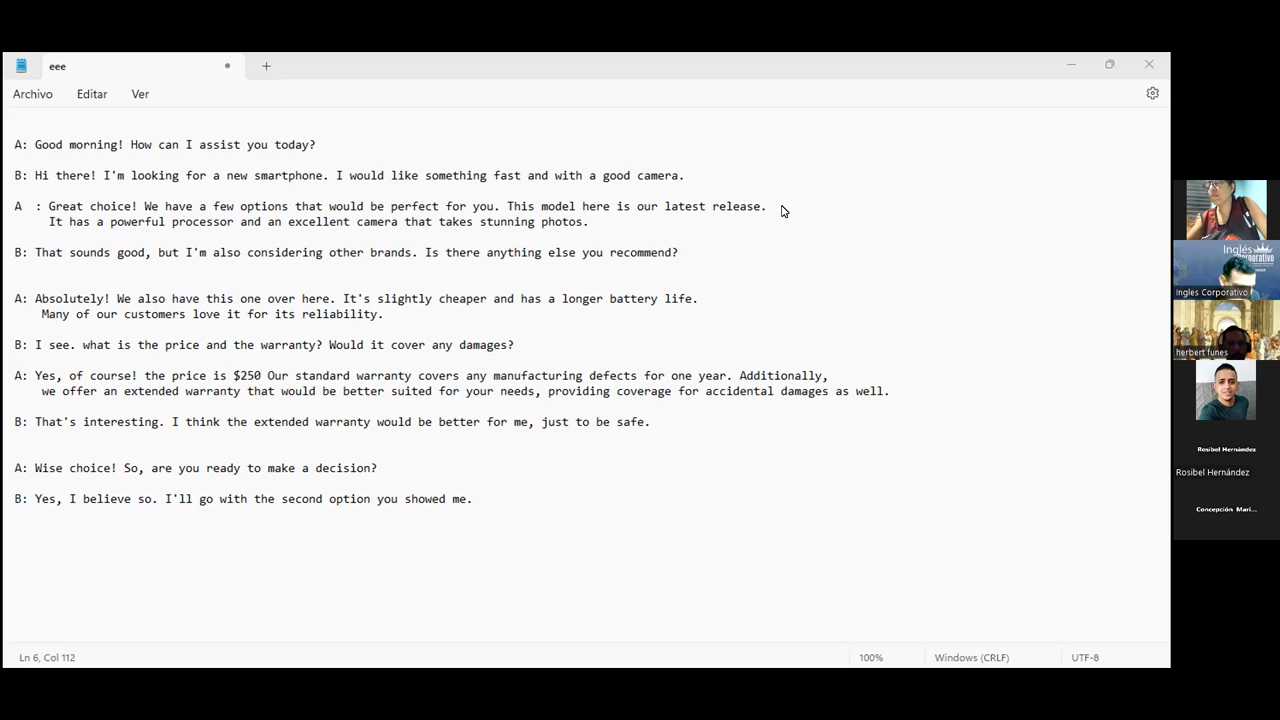 eee
Archivo Editar Ver
A: Good morning! How can I assist you today?
B: Hi there! I'm looking for a new smartphone. I would like something fast and with a good camera.
A  : Great choice! We have a few options that would be perfect for you. This model here is our latest release.
It has a powerful processor and an excellent camera that takes stunning photos.
B: That sounds good, but I'm also considering other brands. Is there anything else you recommend?
A: Absolutely! We also have this one over here. It's slightly cheaper and has a longer battery life.
Many of our customers love it for its reliability.
B: I see. what is the price and the warranty? Would it cover any damages?
A: Yes, of course! the price is $250 Our standard warranty covers any manufacturing defects for one year. Additionally,
we offer an extended warranty that would be better suited for your needs, providing coverage for accidental damages as well.
B: That's interesting. I think the extended warranty would be better for me, just to be safe.
A: Wise choice! So, are you ready to make a decision?
B: Yes, I believe so. I'll go with the second option you showed me.
Ln 6, Col 112
100%
Windows (CRLF)
UTF-8
Inglés
Corporativo
Ingles Corporativo
herbert funes
Rosibel Hernández
Rosibel Hernández
Concepción Mari...